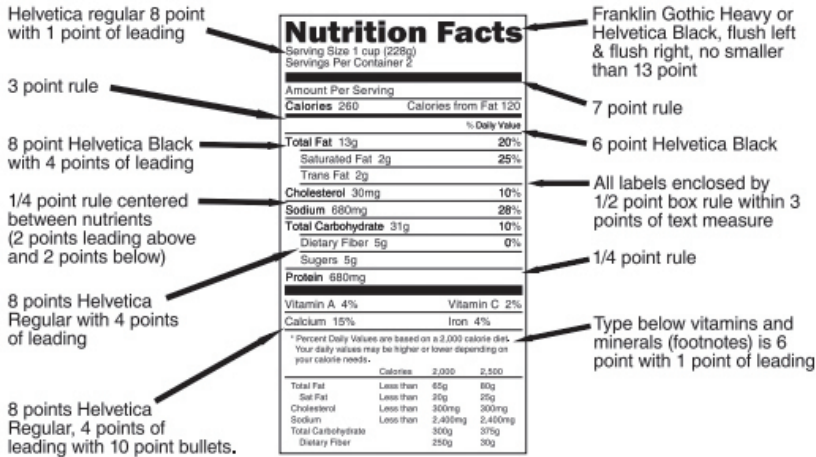 Helvetica regular 8 point
with 1 point of leading
3 point rule
8 point Helvetica Black
with 4 points of leading
1/4 point rule centered
between nutrients
(2 points leading above
and 2 points below)
8 points Helvetica
Regular with 4 points
of leading
8 points Helvetica
Regular, 4 points of
leading with 10 point bullets.
Nutrition Facts
Serving Size 1 cup (228g)
Servings Per Container 2
Amount Per Serving
Calories 260 Calories from Fat 120
% Daily Value
Total Fat 13g 20%
Saturated Fat 2g 25%
Trans Fat 2g
Cholesterol 30mg 10%
Sodium 680mg 28%
Total Carbohydrate 31g 10%
Dietary Fiber 5g 0%
Sugers 5g
Protein 680mg
Vitamin A 4% Vitamin C 2%
Calcium 15% Iron 4%
* Percent Daily Values are based on a 2,000 calorie diet.
Your daily values may be higher or lower depending on
your calorie needs.
Calories 2,000 2,500
Total Fat Less than 65g 80g
Sat Fat Less than 20g 25g
Cholesterol Less than 300mg 300mg
Sodium Less than 2,400mg 2,400mg
Total Carbohydrate 300g 375g
Dietary Fiber 250g 30g
Franklin Gothic Heavy or
Helvetica Black, flush left
& flush right, no smaller
than 13 point
7 point rule
6 point Helvetica Black
All labels enclosed by
1/2 point box rule within 3
points of text measure
1/4 point rule
Type below vitamins and
minerals (footnotes) is 6
point with 1 point of leading